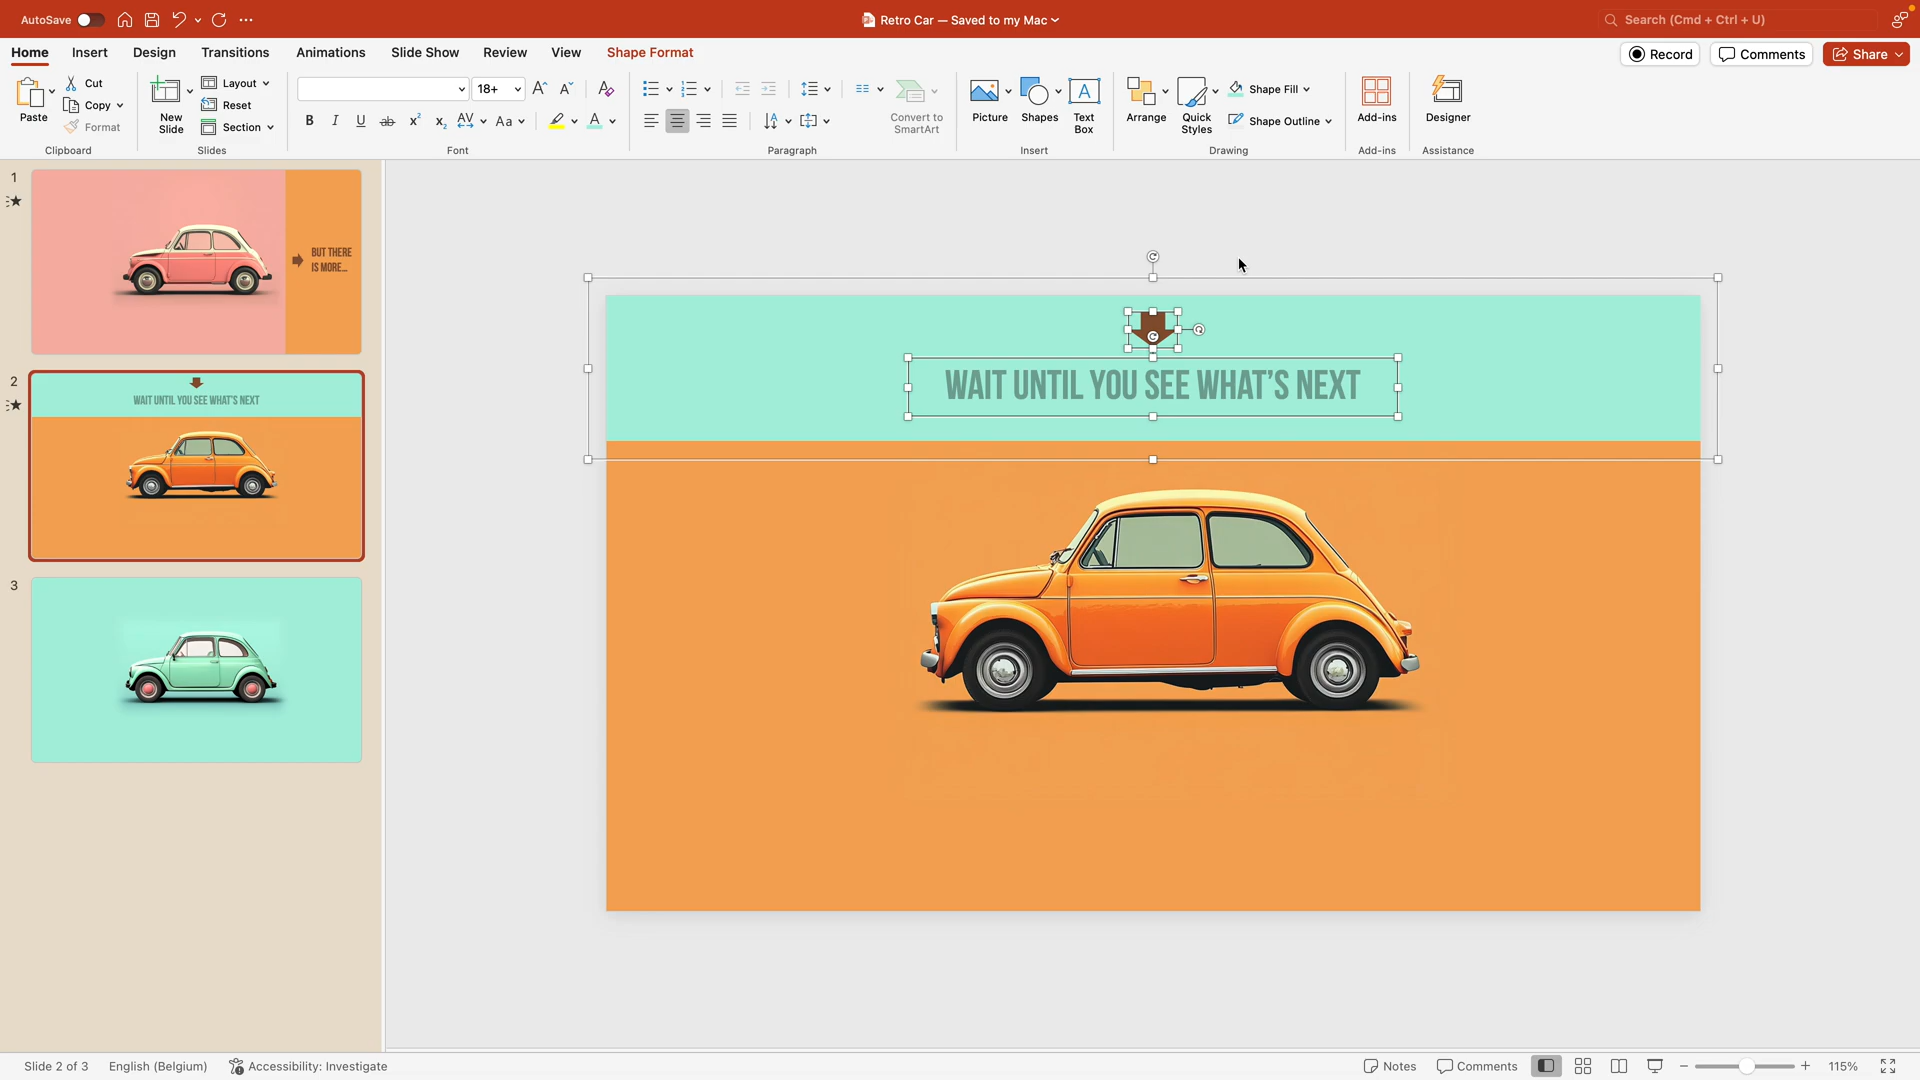 AutoSave
Retro Car — Saved to my Mac
Search (Cmd + Ctrl + U)
Home
Insert
Design
Transitions
Animations
Slide Show
Review
View
Shape Format
Record
Comments
Share
Paste
Cut
Copy
Format
Clipboard
New
Slide
Layout
Reset
Section
Slides
18+
Font
Paragraph
Convert to
SmartArt
Picture
Shapes
Text
Box
Insert
Arrange
Quick
Styles
Shape Fill
Shape Outline
Drawing
Add-ins
Add-ins
Designer
Assistance
1
BUT THERE
IS MORE...
2
WAIT UNTIL YOU SEE WHAT'S NEXT
3
WAIT UNTIL YOU SEE WHAT'S NEXT
Slide 2 of 3
English (Belgium)
Accessibility: Investigate
Notes
Comments
115%